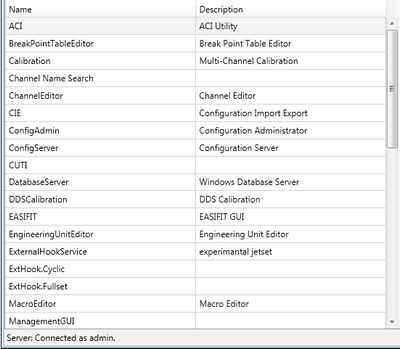 Name Description
ACI ACI Utility
BreakPointTableEditor Break Point Table Editor
Calibration Multi-Channel Calibration
Channel Name Search
ChannelEditor Channel Editor
CIE Configuration Import Export
ConfigAdmin Configuration Administrator
ConfigServer Configuration Server
CUTI
DatabaseServer Windows Database Server
DDSCalibration DDS Calibration
EASIFIT EASIFIT GUI
EngineeringUnitEditor Engineering Unit Editor
ExternalHookService experimantal jetset
ExtHook.Cyclic
ExtHook.Fullset
MacroEditor Macro Editor
ManagementGUI
Server: Connected as admin.